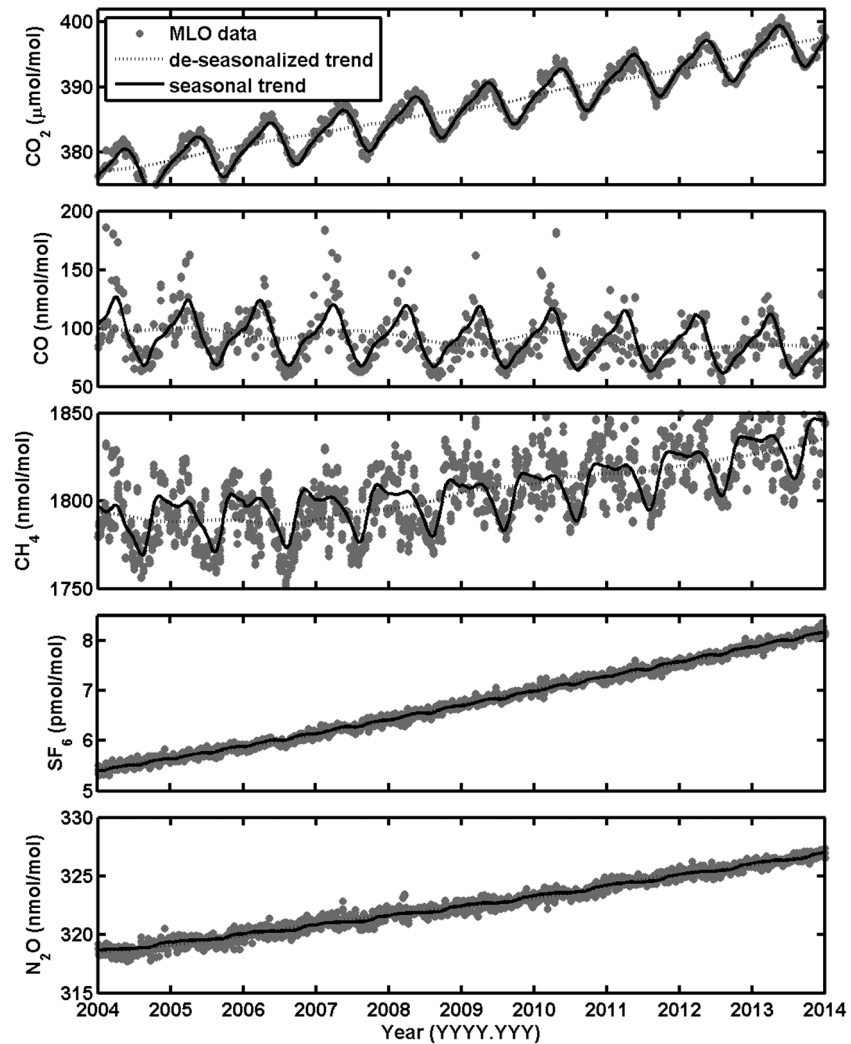 MLO data
de-seasonalized trend
seasonal trend
400
390
380
CO2 (μmol/mol)
200
150
100
50
CO (nmol/mol)
1850
1800
1750
CH4 (nmol/mol)
8
7
6
5
SF6 (pmol/mol)
330
325
320
315
N2O (nmol/mol)
2004 2005 2006 2007 2008 2009 2010 2011 2012 2013 2014
Year (YYYY.YYY)